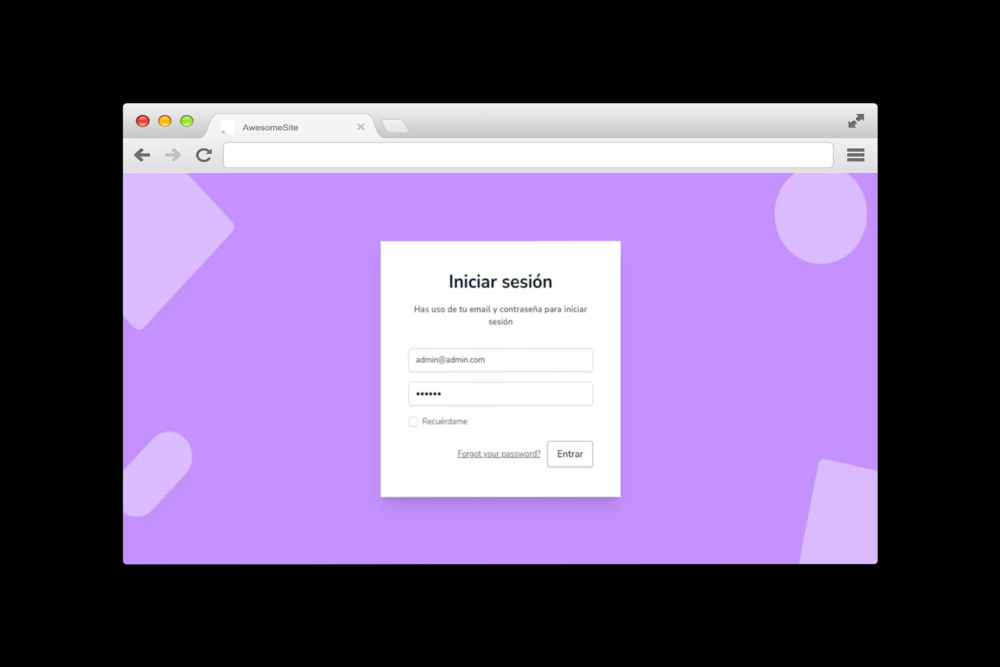 AwesomeSite
Iniciar sesión
Has uso de tu email y contraseña para iniciar
sesión
admin@admin.com
••••••
Recuérdame
Forgot your password?
Entrar